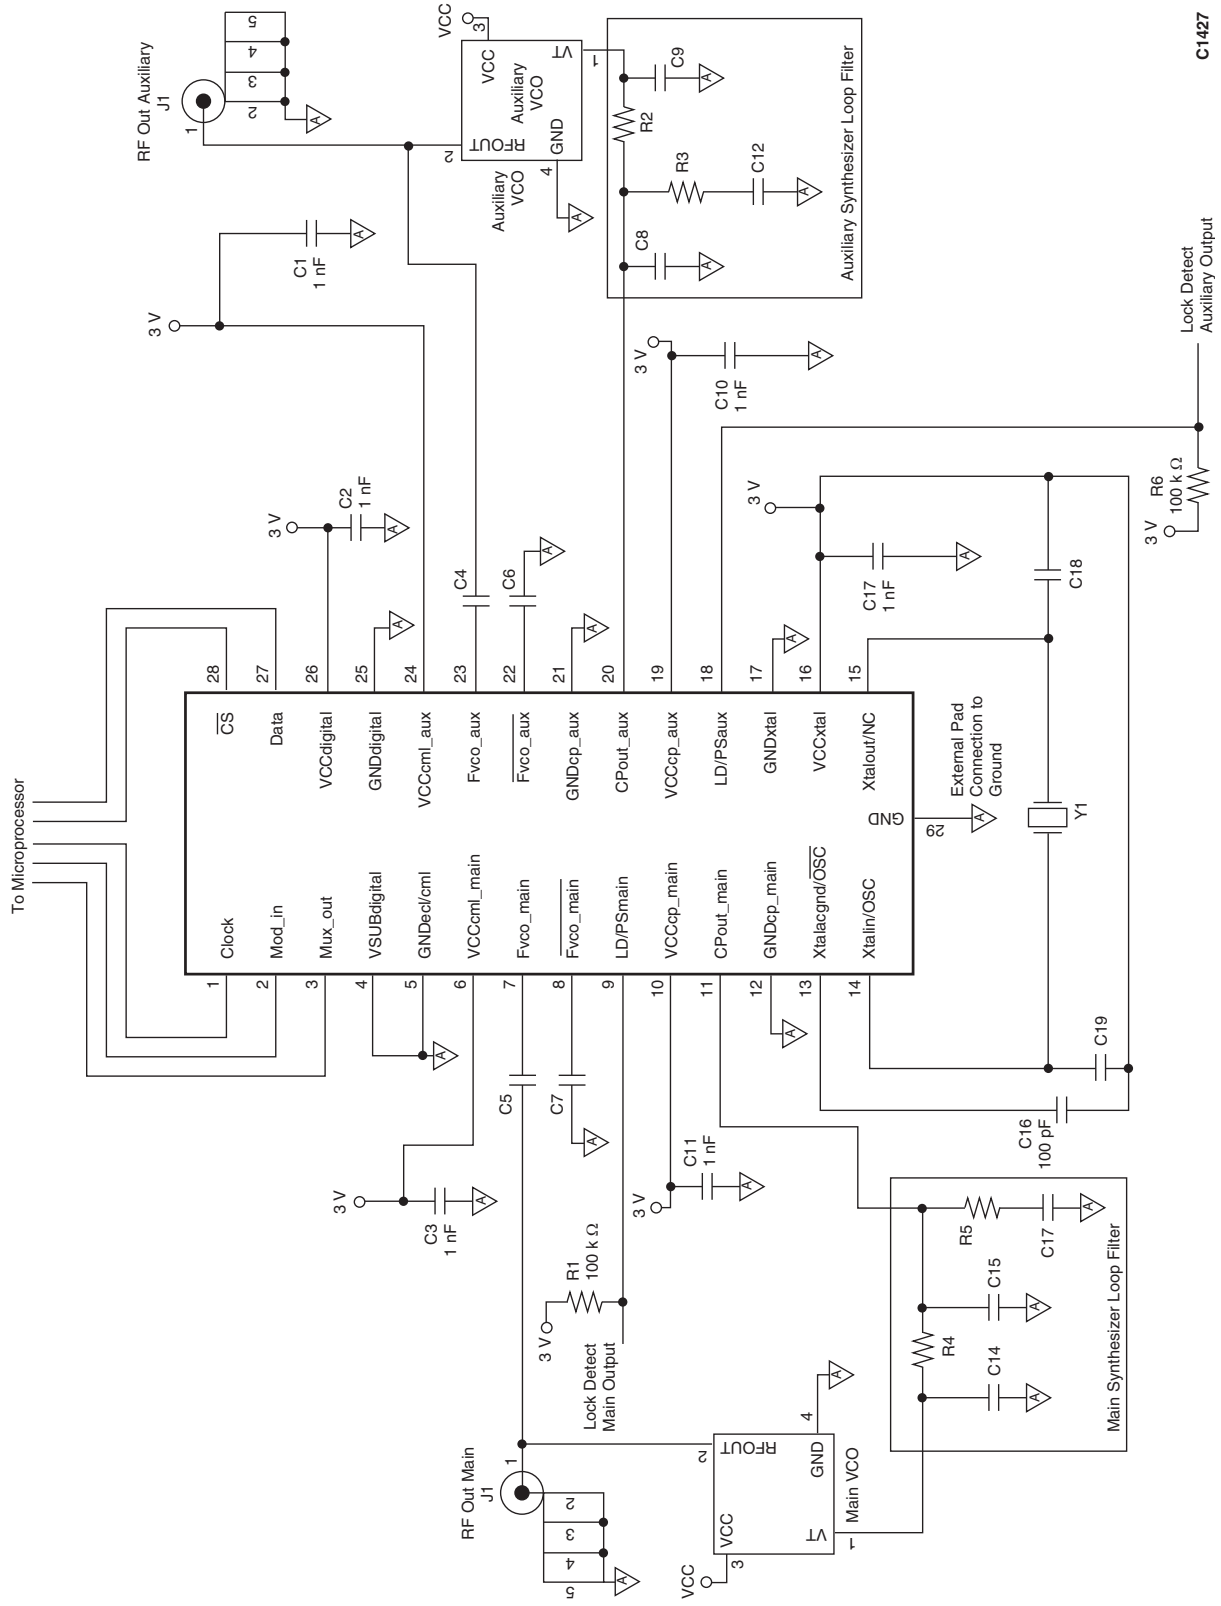 To Microprocessor
RF Out Auxiliary
J1
1
2
3
4
5
A
VCC
3
VCC
VT
1
Auxiliary
VCO
RFOUT
GND
2
4
Auxiliary
VCO
A
R2
C9
A
R3
C12
A
C8
A
Auxiliary Synthesizer Loop Filter
3 V
C1
1 nF
A
3 V
C2
1 nF
A
A
C4
C6
A
A
3 V
C10
1 nF
A
3 V
C17
1 nF
A
A
C18
3 V
R6
100 k Ω
Lock Detect
Auxiliary Output
28
27
26
25
24
23
22
21
20
19
18
17
16
15
CS
Data
VCCdigital
GNDdigital
VCCcml_aux
Fvco_aux
Fvco_aux
GNDcp_aux
CPout_aux
VCCcp_aux
LD/PSaux
GNDxtal
VCCxtal
Xtalout/NC
GND
29
A
External Pad
Connection to
Ground
Y1
Clock
Mod_in
Mux_out
VSUBdigital
GNDecl/cml
VCCcml_main
Fvco_main
Fvco_main
LD/PSmain
VCCcp_main
CPout_main
GNDcp_main
Xtalacgnd/OSC
Xtalin/OSC
1
2
3
4
5
6
7
8
9
10
11
12
13
14
A
3 V
C3
1 nF
A
C5
C7
A
3 V
R1
100 k Ω
Lock Detect
Main Output
3 V
C11
1 nF
A
A
C19
C16
100 pF
RF Out Main
J1
1
2
3
4
5
A
VCC
3
VCC
RFOUT
2
GND
4
A
VT
1
Main VCO
R5
C17
A
C15
A
R4
C14
A
Main Synthesizer Loop Filter
C1427